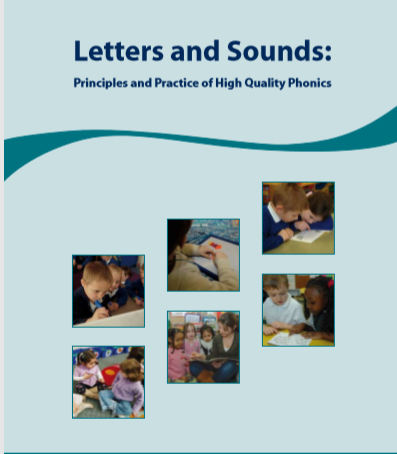 Letters and Sounds:
Principles and Practice of High Quality Phonics